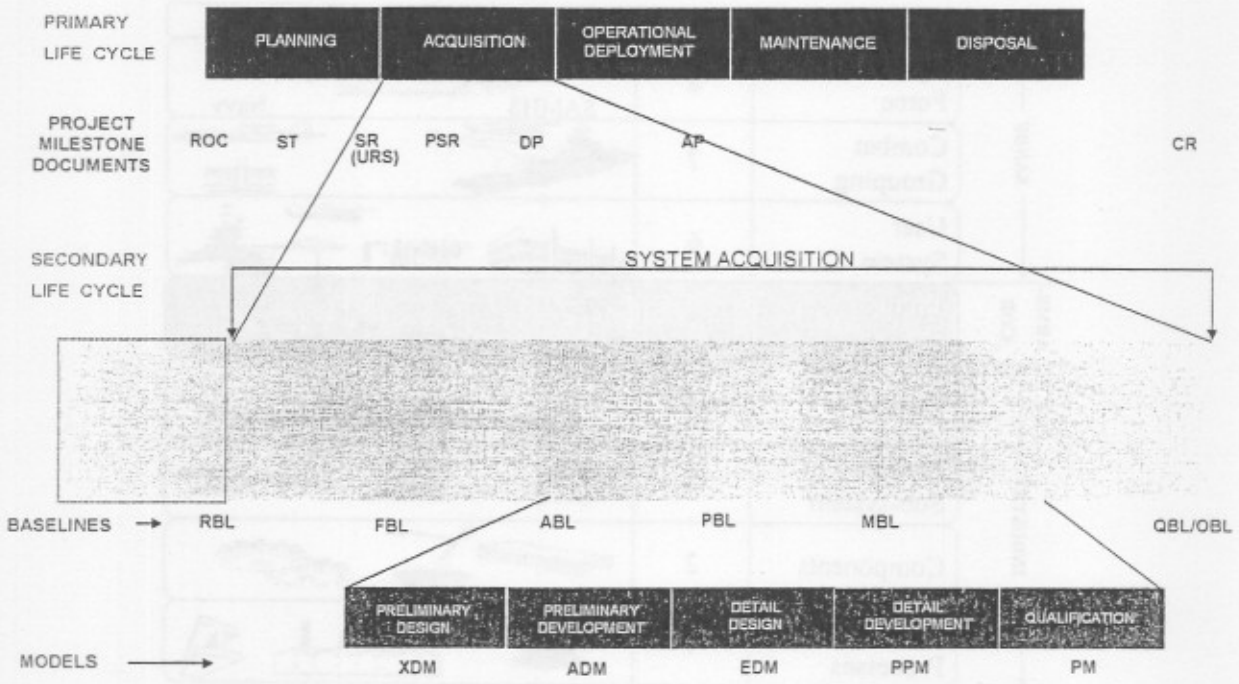 PRIMARY
LIFE CYCLE
PLANNING
ACQUISITION
OPERATIONAL
DEPLOYMENT
MAINTENANCE
DISPOSAL
PROJECT
MILESTONE
DOCUMENTS
ROC
ST
SR
(URS)
PSR
DP
AP
CR
SECONDARY
LIFE CYCLE
SYSTEM ACQUISITION
BASELINES
RBL
FBL
ABL
PBL
MBL
QBL/OBL
PRELIMINARY
DESIGN
PRELIMINARY
DEVELOPMENT
DETAIL
DESIGN
DETAIL
DEVELOPMENT
QUALIFICATION
MODELS
XDM
ADM
EDM
PPM
PM